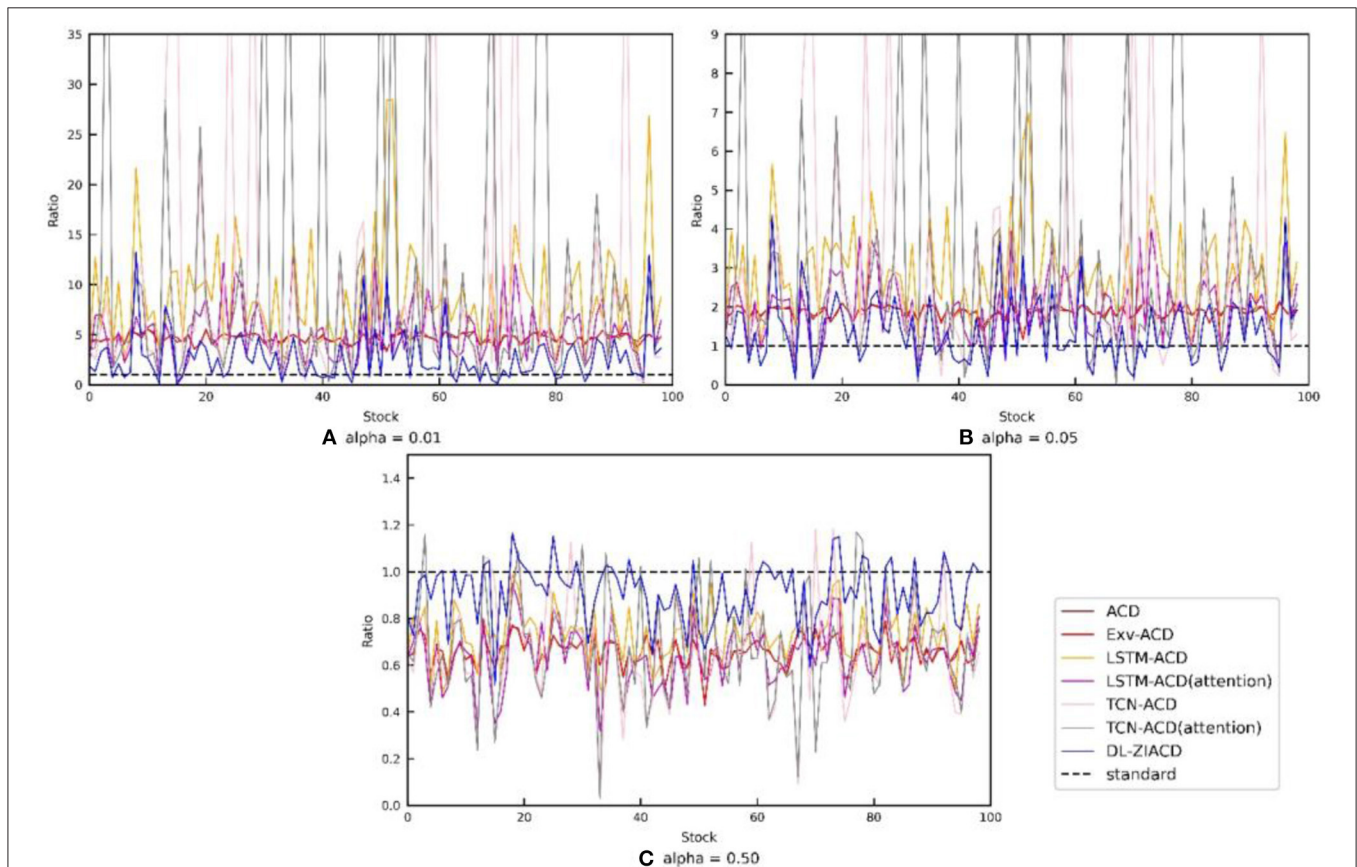 35
30
25
20
15
10
5
0
Ratio
0 20 40 60 80 100
Stock
A alpha = 0.01
9
8
7
6
5
4
3
2
1
0
Ratio
0 20 40 60 80 100
Stock
B alpha = 0.05
1.4
1.2
1.0
0.8
0.6
0.4
0.2
0.0
Ratio
0 20 40 60 80 100
Stock
C alpha = 0.50
ACD
Exv-ACD
LSTM-ACD
LSTM-ACD(attention)
TCN-ACD
TCN-ACD(attention)
DL-ZIACD
standard